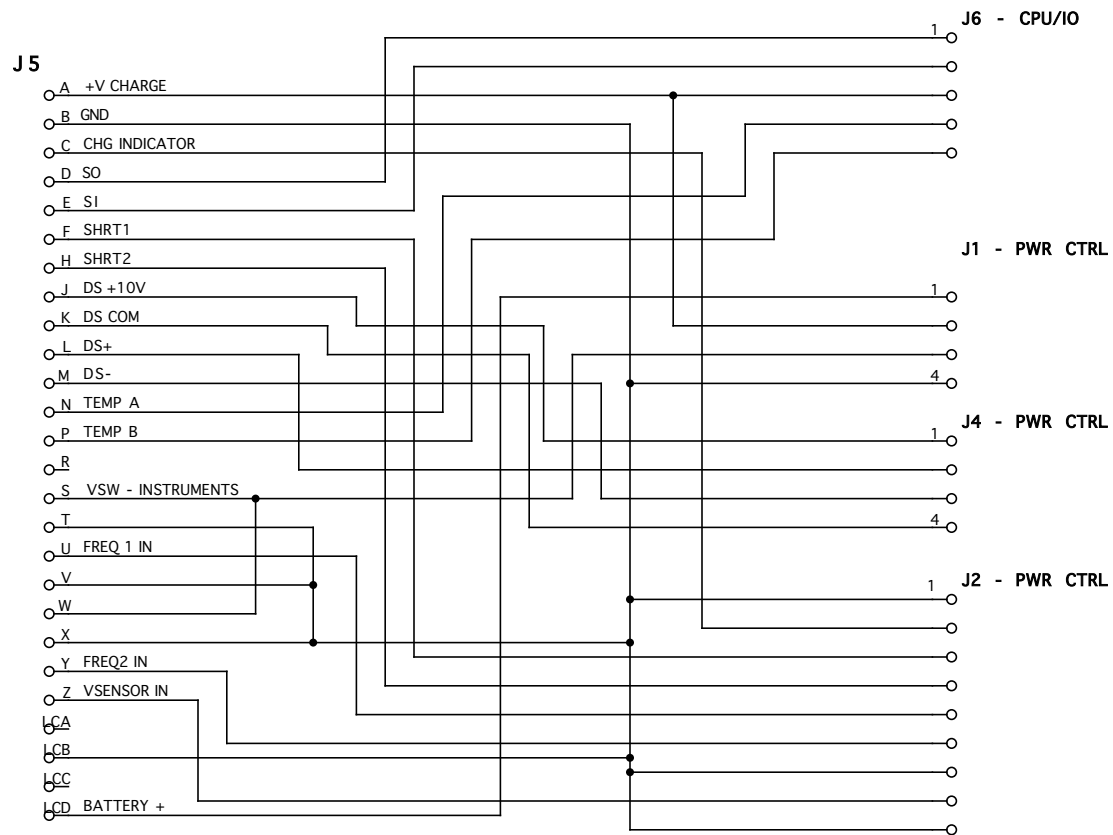 J6 - CPU/IO
1
J5
A +V CHARGE
B GND
C CHG INDICATOR
D SO
E SI
F SHRT1
H SHRT2
J1 - PWR CTRL
J DS +10V
1
K DS COM
L DS+
M DS-
4
N TEMP A
J4 - PWR CTRL
P TEMP B
1
R
S VSW - INSTRUMENTS
T
4
U FREQ 1 IN
V
J2 - PWR CTRL
1
W
X
Y FREQ2 IN
Z VSENSOR IN
LCA
LCB
LCC
LCD BATTERY +